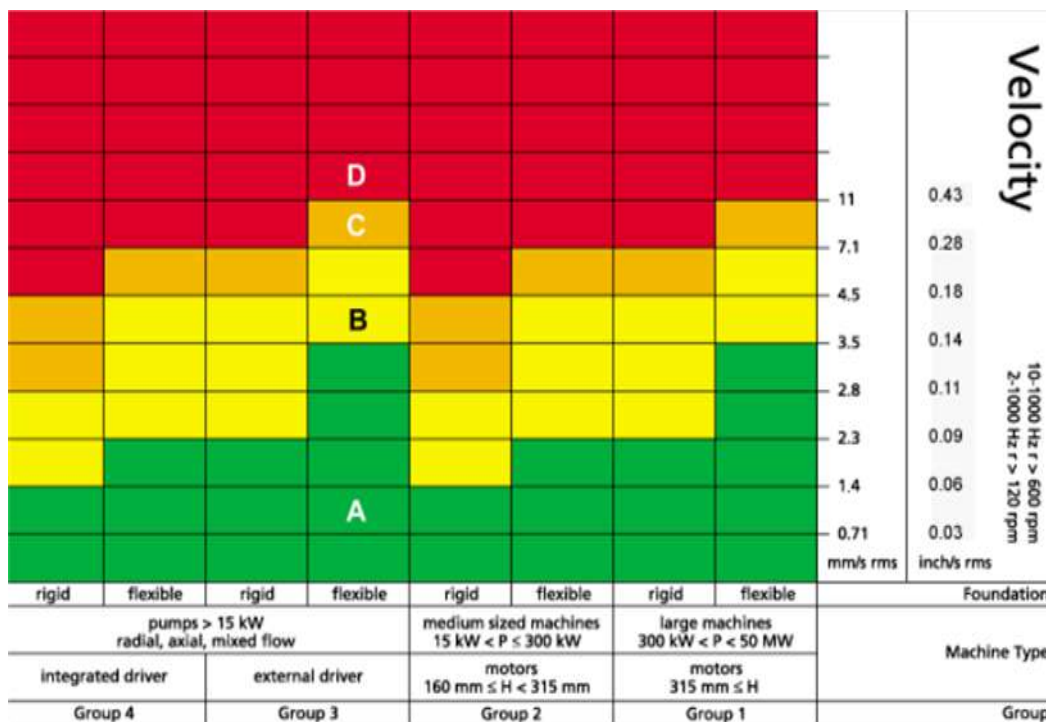 D
C
B
A
11
7.1
4.5
3.5
2.8
2.3
1.4
0.71
mm/s rms
0.43
0.28
0.18
0.14
0.11
0.09
0.06
0.03
inch/s rms
Velocity
10-1000 Hz r > 600 rpm
2-1000 Hz r > 120 rpm
rigid flexible rigid flexible rigid flexible rigid flexible Foundation
pumps > 15 kW
radial, axial, mixed flow
medium sized machines
15 kW < P ≤ 300 kW
large machines
300 kW < P < 50 MW
Machine Type
integrated driver
external driver
motors
160 mm ≤ H < 315 mm
motors
315 mm ≤ H
Group 4 Group 3 Group 2 Group 1 Group